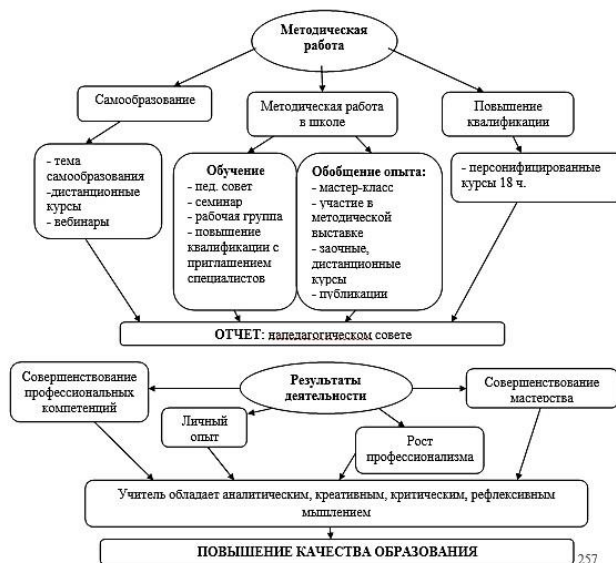 Методическая
работа
Самообразование
Методическая работа
в школе
Повышение
квалификации
- тема
самообразования
-дистанционные
курсы
- вебинары
Обучение
- пед. совет
- семинар
- рабочая группа
- повышение
квалификации с
приглашением
специалистов
Обобщение опыта:
- мастер-класс
- участие в
методической
выставке
- заочные,
дистанционные
курсы
- публикации
- персонифицированные
курсы 18 ч.
ОТЧЕТ: напедагогическом совете
Совершенствование
профессиональных
компетенций
Результаты
деятельности
Совершенствование
мастерства
Личный
опыт
Рост
профессионализма
Учитель обладает аналитическим, креативным, критическим, рефлексивным
мышлением
ПОВЫШЕНИЕ КАЧЕСТВА ОБРАЗОВАНИЯ
257